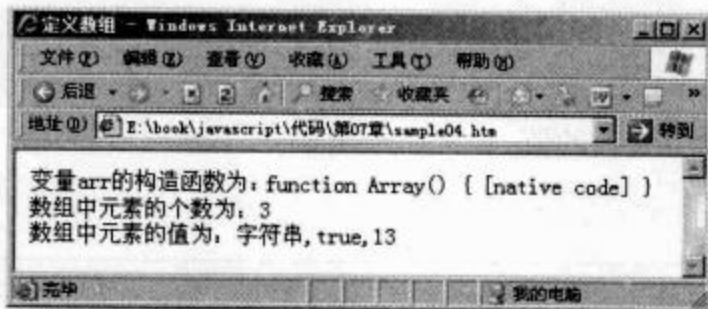 定义数组 - Windows Internet Explorer
文件(F) 编辑(E) 查看(V) 收藏(A) 工具(T) 帮助(H)
后退 搜索 收藏夹 »
地址(D) E:\book\javascript\代码\第07章\sample04.htm 转到
变量arr的构造函数为：function Array() { [native code] }
数组中元素的个数为：3
数组中元素的值为：字符串,true,13
完毕 我的电脑